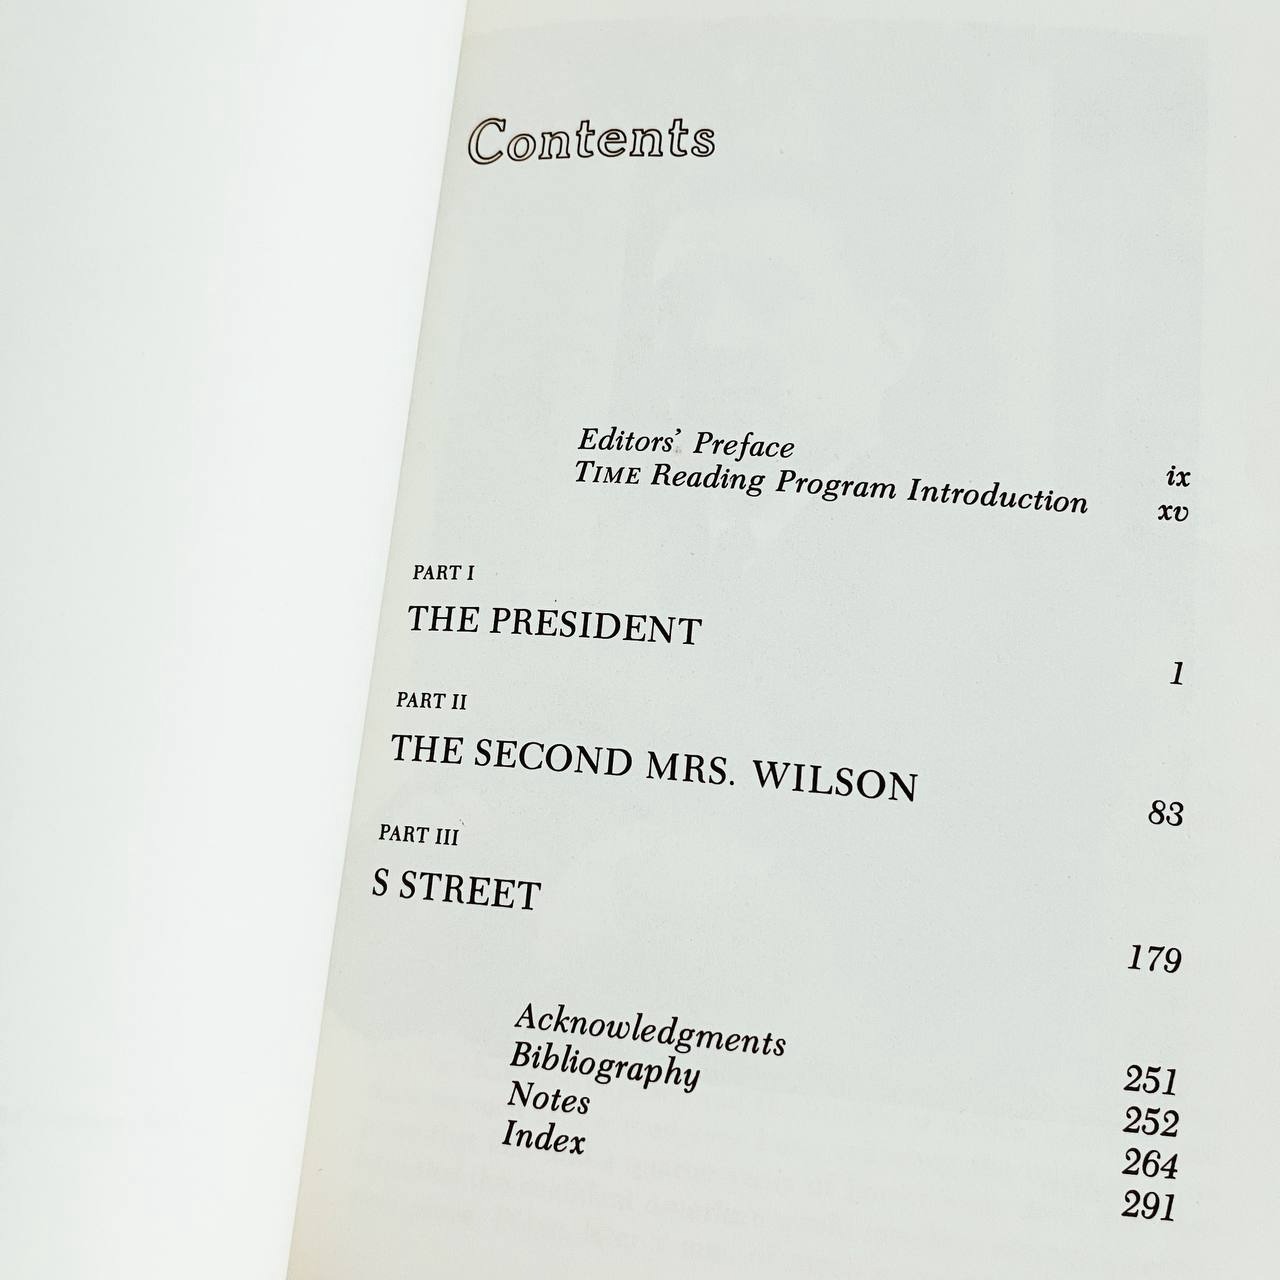 Contents
Editors' Preface ix
TIME Reading Program Introduction xv
PART I
THE PRESIDENT 1
PART II
THE SECOND MRS. WILSON 83
PART III
S STREET 179
Acknowledgments 251
Bibliography 252
Notes 264
Index 291